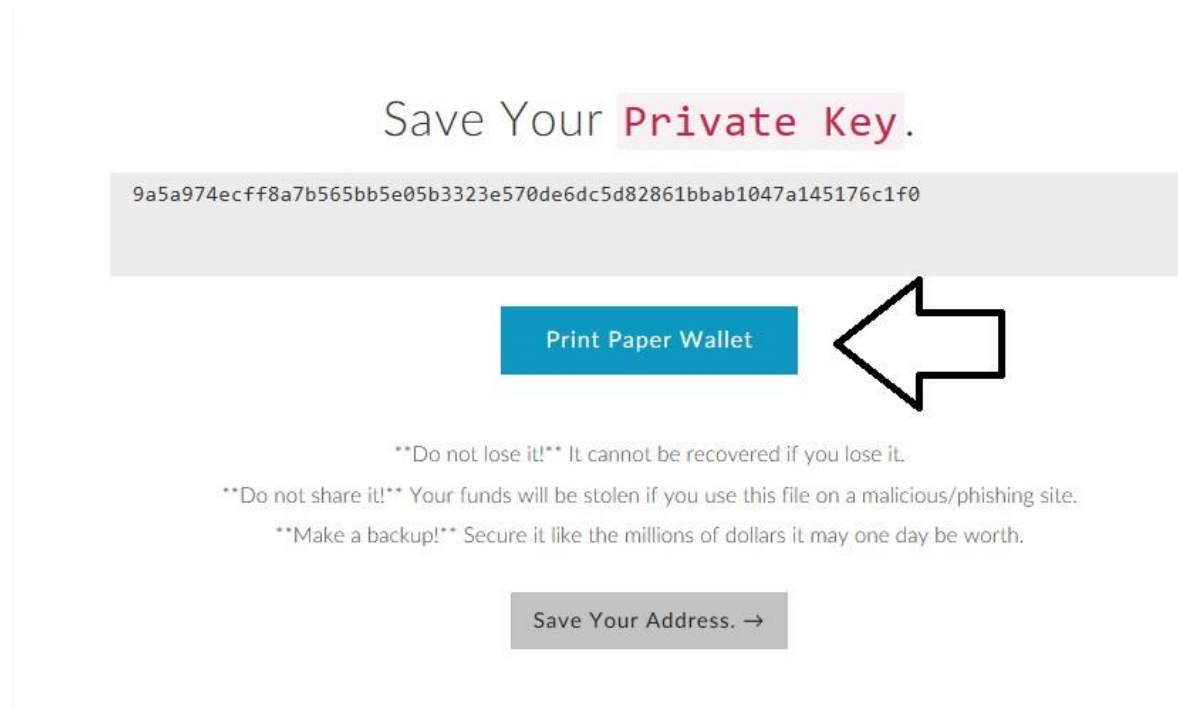 Save Your Private Key.
9a5a974ecff8a7b565bb5e05b3323e570de6dc5d82861bbab1047a145176c1f0
Print Paper Wallet
**Do not lose it!** It cannot be recovered if you lose it.
**Do not share it!** Your funds will be stolen if you use this file on a malicious/phishing site.
**Make a backup!** Secure it like the millions of dollars it may one day be worth.
Save Your Address. →